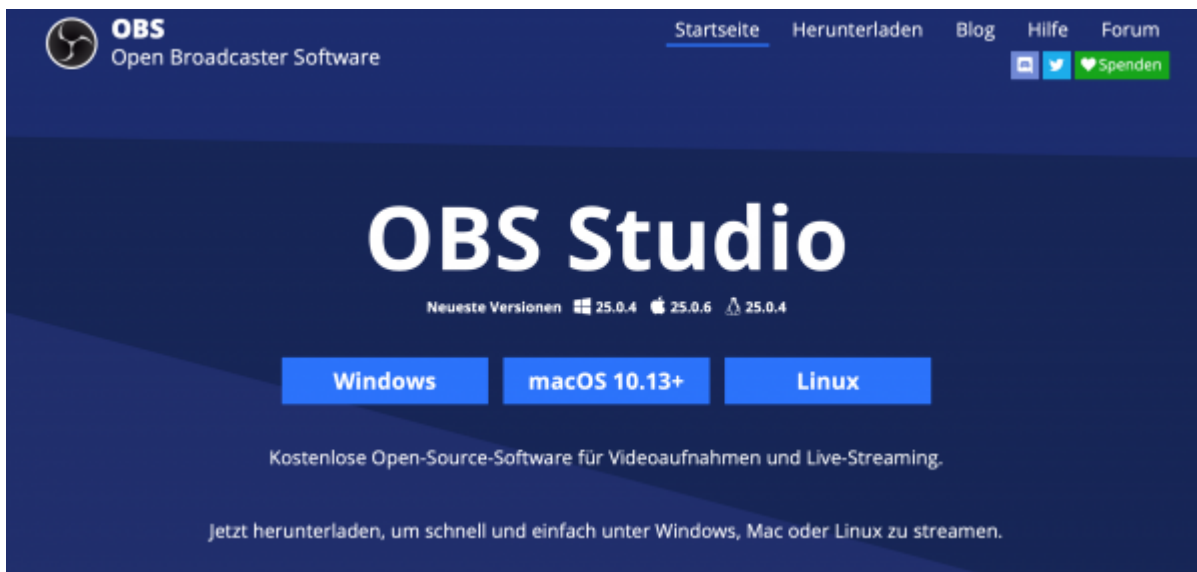 OBS
Open Broadcaster Software
Startseite Herunterladen Blog Hilfe Forum
Spenden
OBS Studio
Neueste Versionen 25.0.4 25.0.6 25.0.4
Windows macOS 10.13+ Linux
Kostenlose Open-Source-Software für Videoaufnahmen und Live-Streaming.
Jetzt herunterladen, um schnell und einfach unter Windows, Mac oder Linux zu streamen.